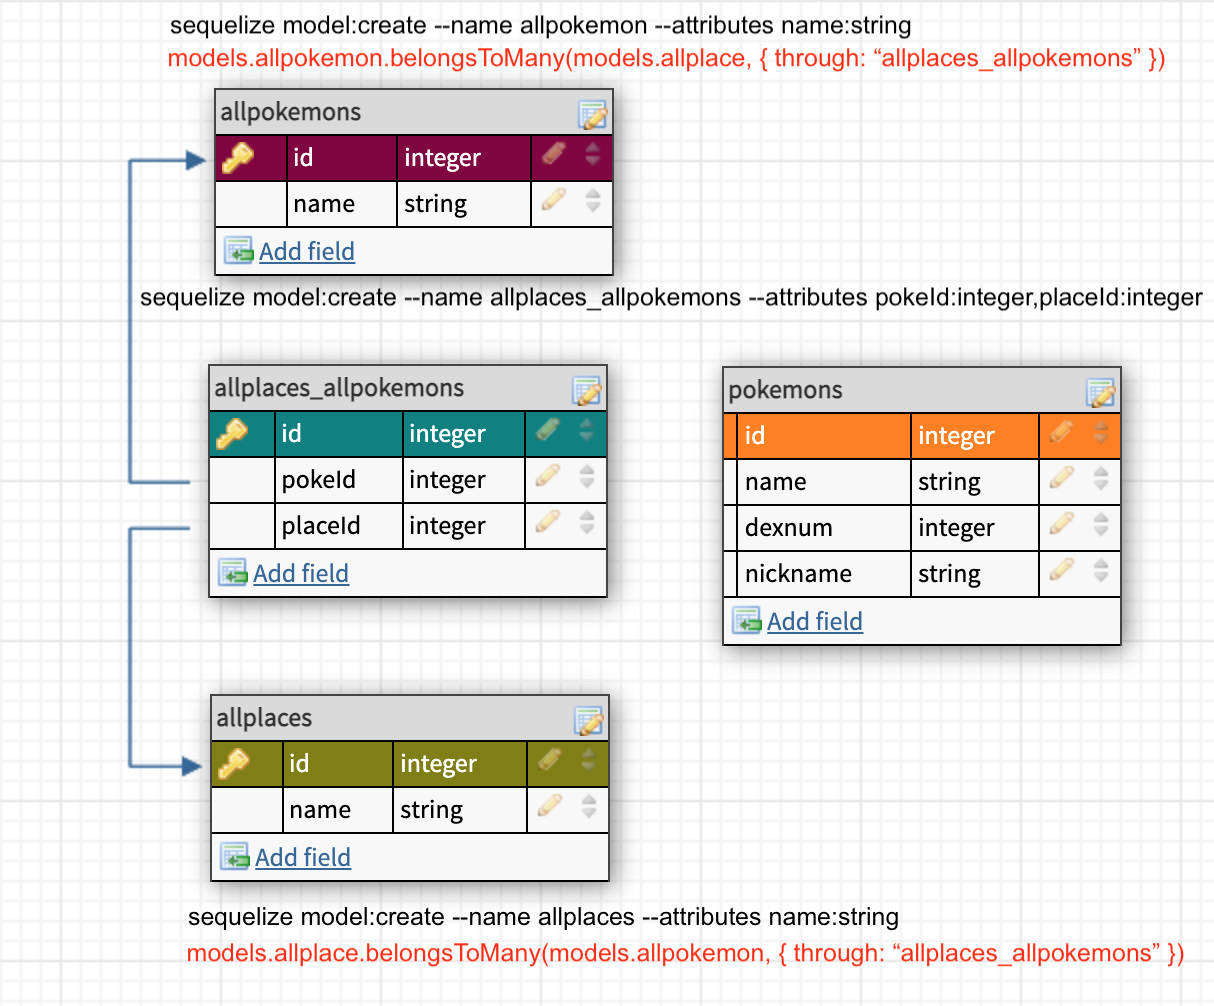 sequelize model:create --name allpokemon --attributes name:string
models.allpokemon.belongsToMany(models.allplace, { through: “allplaces_allpokemons” })
allpokemons
id integer
name string
Add field
sequelize model:create --name allplaces_allpokemons --attributes pokeId:integer,placeId:integer
allplaces_allpokemons
id integer
pokeId integer
placeId integer
Add field
pokemons
id integer
name string
dexnum integer
nickname string
Add field
allplaces
id integer
name string
Add field
sequelize model:create --name allplaces --attributes name:string
models.allplace.belongsToMany(models.allpokemon, { through: “allplaces_allpokemons” })